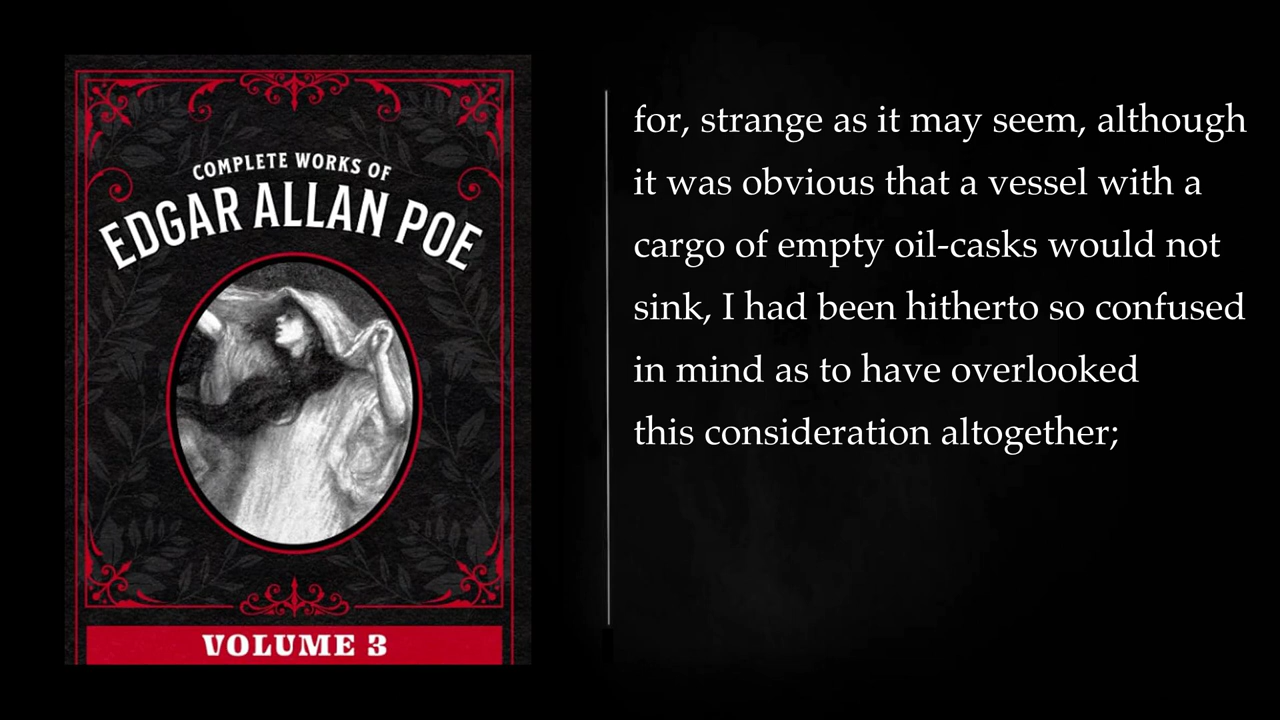 COMPLETE WORKS OF
EDGAR ALLAN POE
VOLUME 3
for, strange as it may seem, although
it was obvious that a vessel with a
cargo of empty oil-casks would not
sink, I had been hitherto so confused
in mind as to have overlooked
this consideration altogether;